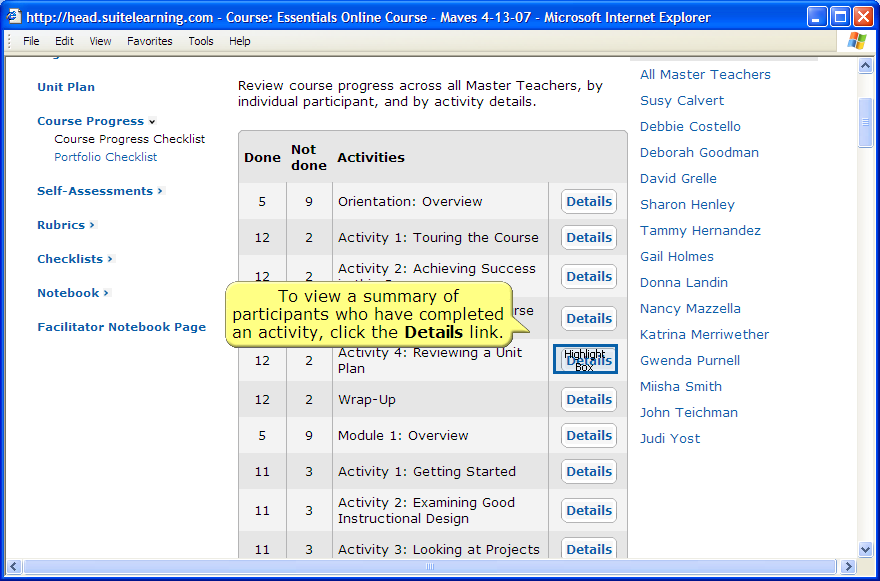 http://head.suitelearning.com - Course: Essentials Online Course - Maves 4-13-07 - Microsoft Internet Explorer
File Edit View Favorites Tools Help
Unit Plan
Course Progress
Course Progress Checklist
Portfolio Checklist
Self-Assessments ›
Rubrics ›
Checklists ›
Notebook ›
Facilitator Notebook Page
Review course progress across all Master Teachers, by
individual participant, and by activity details.
Done Not done Activities
5 9 Orientation: Overview Details
12 2 Activity 1: Touring the Course Details
12 2 Activity 2: Achieving Success Details
Details
To view a summary of
participants who have completed
an activity, click the Details link.
12 2 Activity 4: Reviewing a Unit
Plan
Details
Highlight
Box
12 2 Wrap-Up Details
5 9 Module 1: Overview Details
11 3 Activity 1: Getting Started Details
11 3 Activity 2: Examining Good
Instructional Design
Details
11 3 Activity 3: Looking at Projects Details
All Master Teachers
Susy Calvert
Debbie Costello
Deborah Goodman
David Grelle
Sharon Henley
Tammy Hernandez
Gail Holmes
Donna Landin
Nancy Mazzella
Katrina Merriwether
Gwenda Purnell
Miisha Smith
John Teichman
Judi Yost